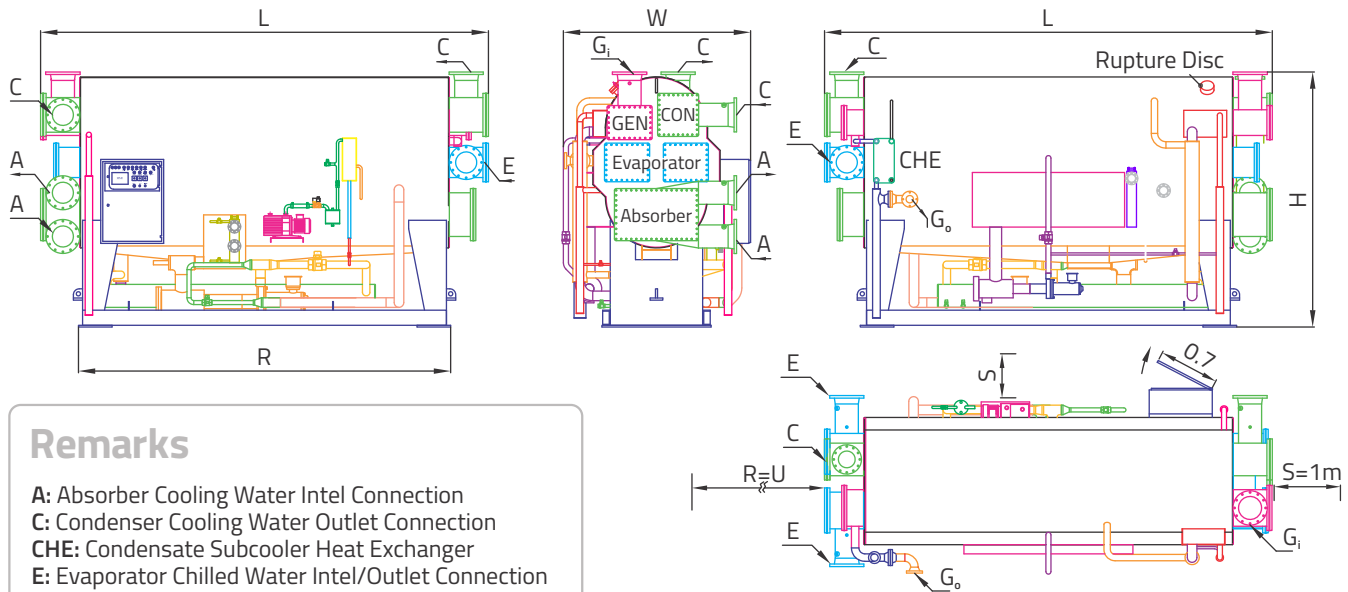 L
C
C
A
A
E
R
W
Gi
C
C
GEN
CON
Evaporator
A
Absorber
A
L
C
Rupture Disc
E
CHE
Go
H
E
S
0.7
C
R=U
S=1m
E
Go
Gi
Remarks
A: Absorber Cooling Water Intel Connection
C: Condenser Cooling Water Outlet Connection
CHE: Condensate Subcooler Heat Exchanger
E: Evaporator Chilled Water Intel/Outlet Connection